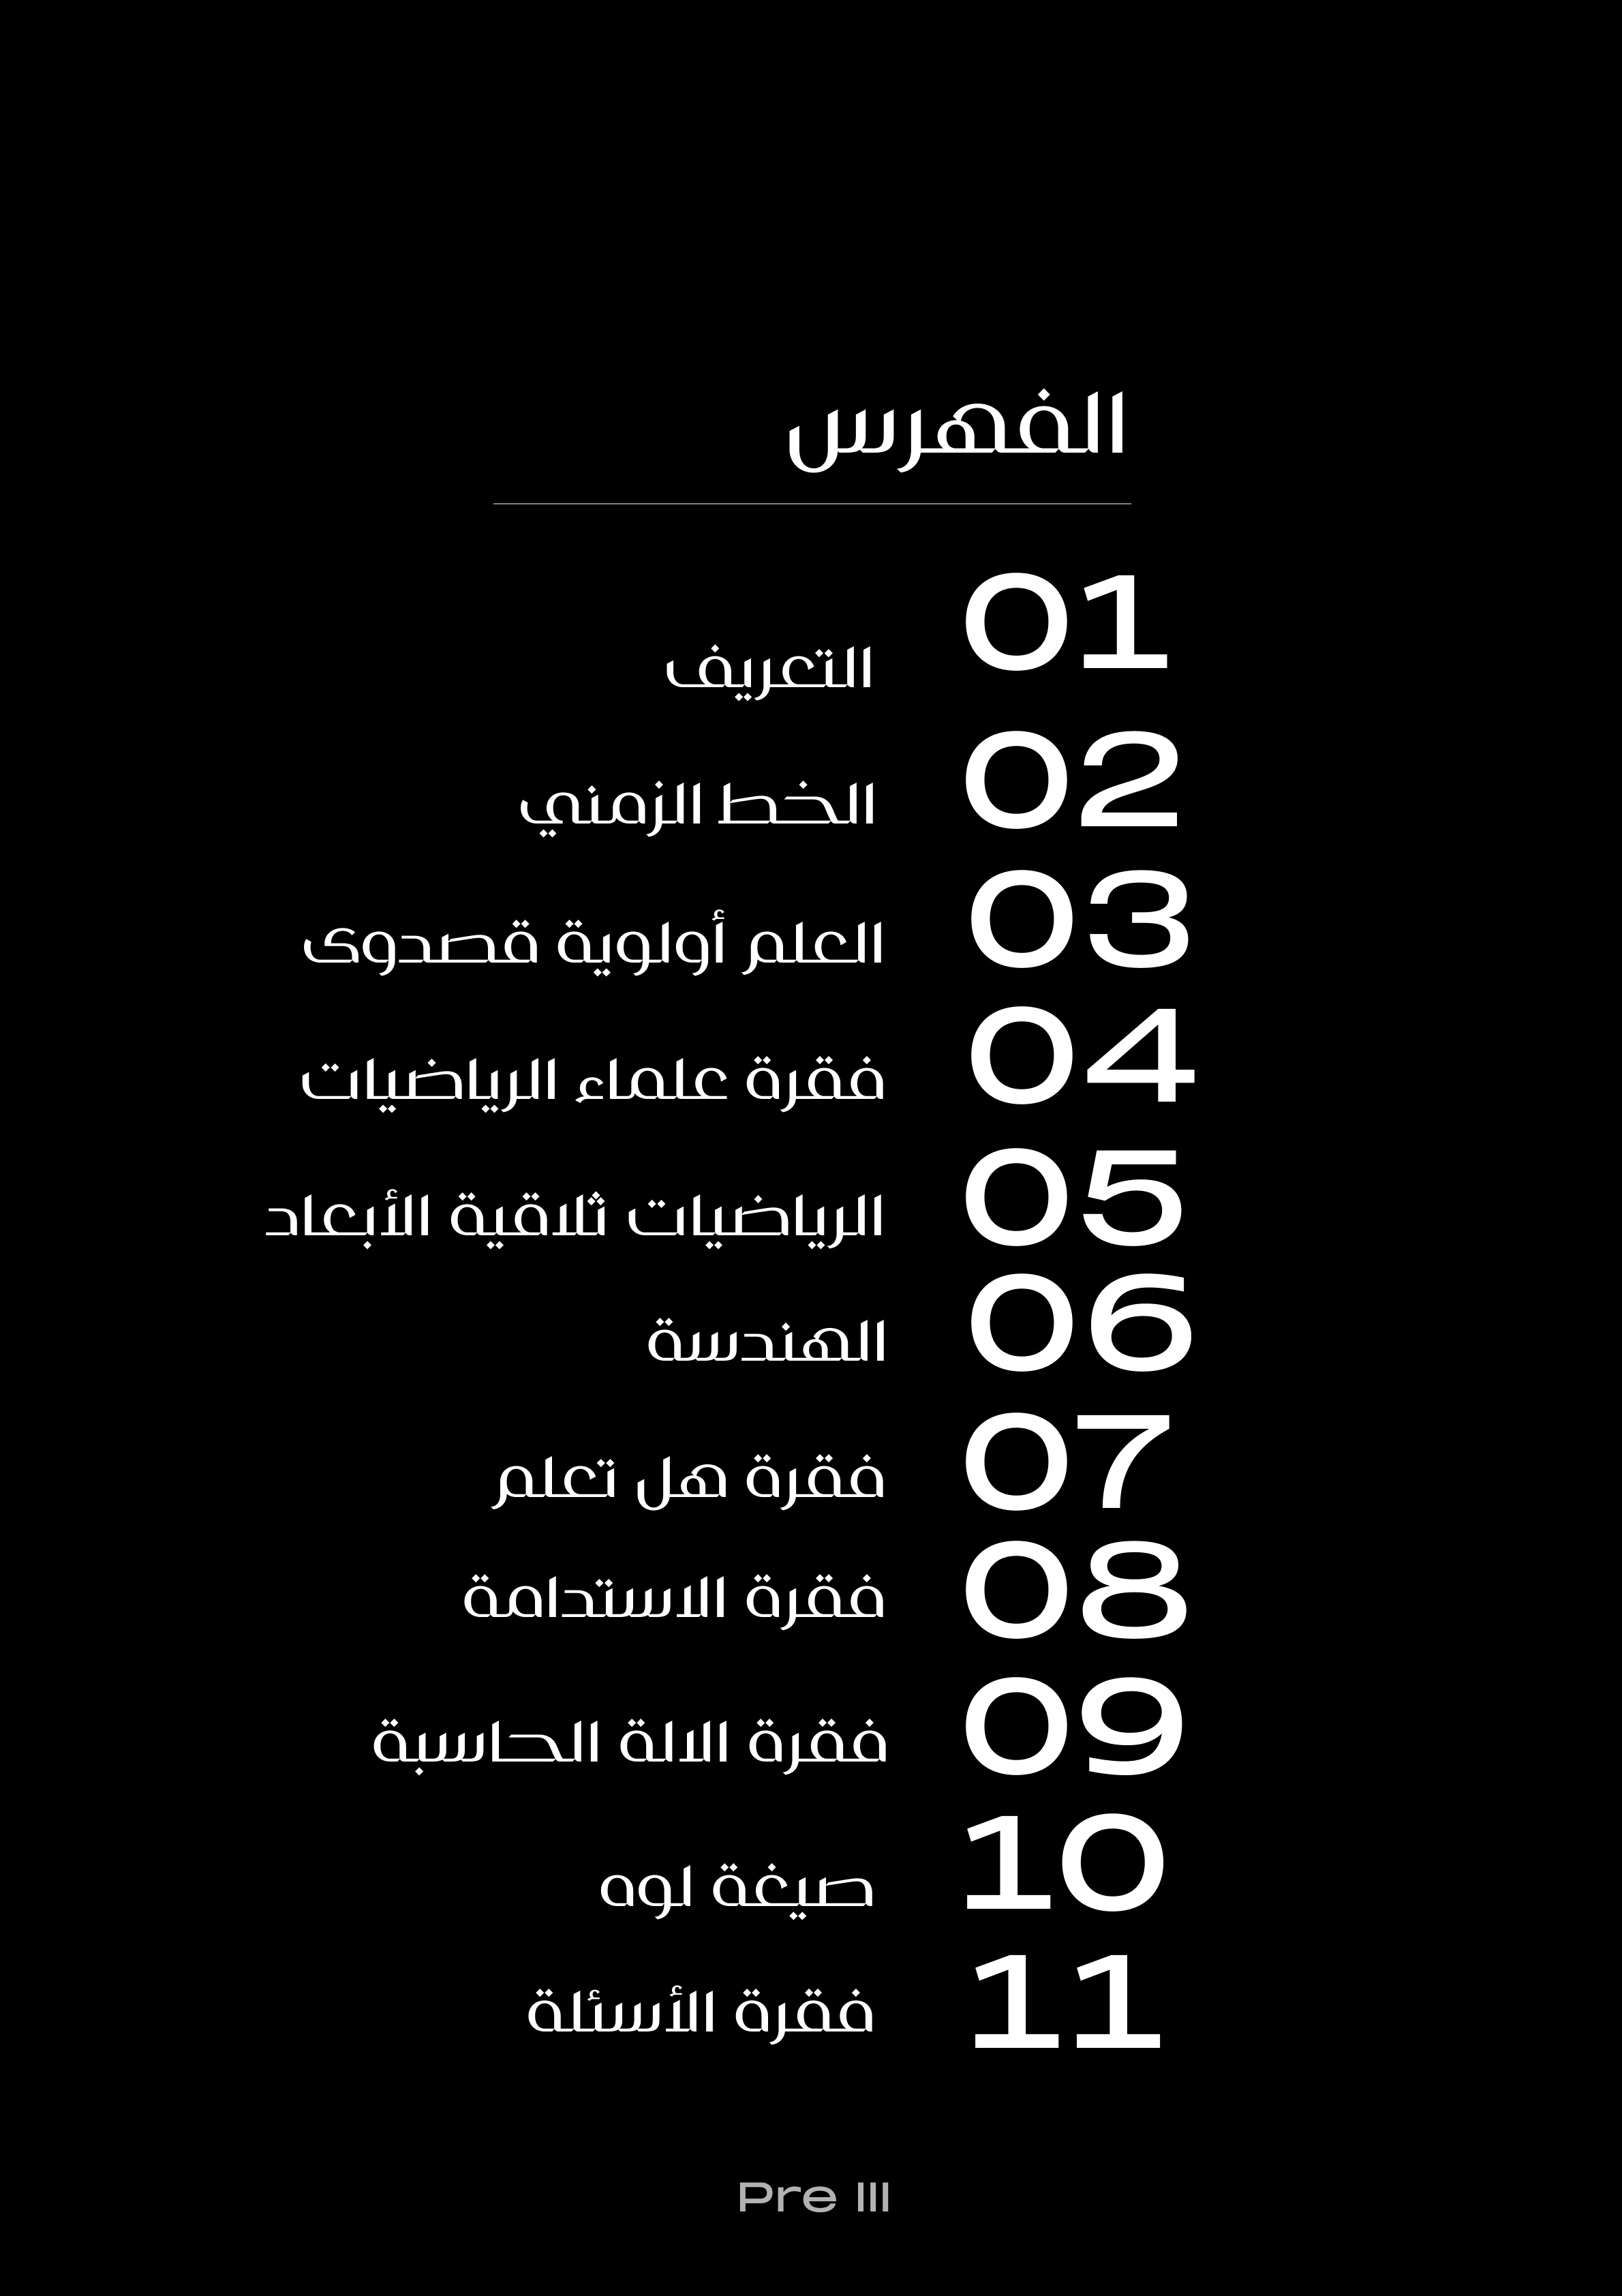 الفهرس
01 التعريف
02 الخط الزمني
03 العلم أولوية قصدوى
04 فقرة علماء الرياضيات
05 الرياضيات ثلاقية الأبعاد
06 الهندسة
07 فقرة هل تعلم
08 فقرة الاستدامة
09 فقرة الالة الحاسبة
10 صيغة لوه
11 فقرة الأسئلة
Pre III